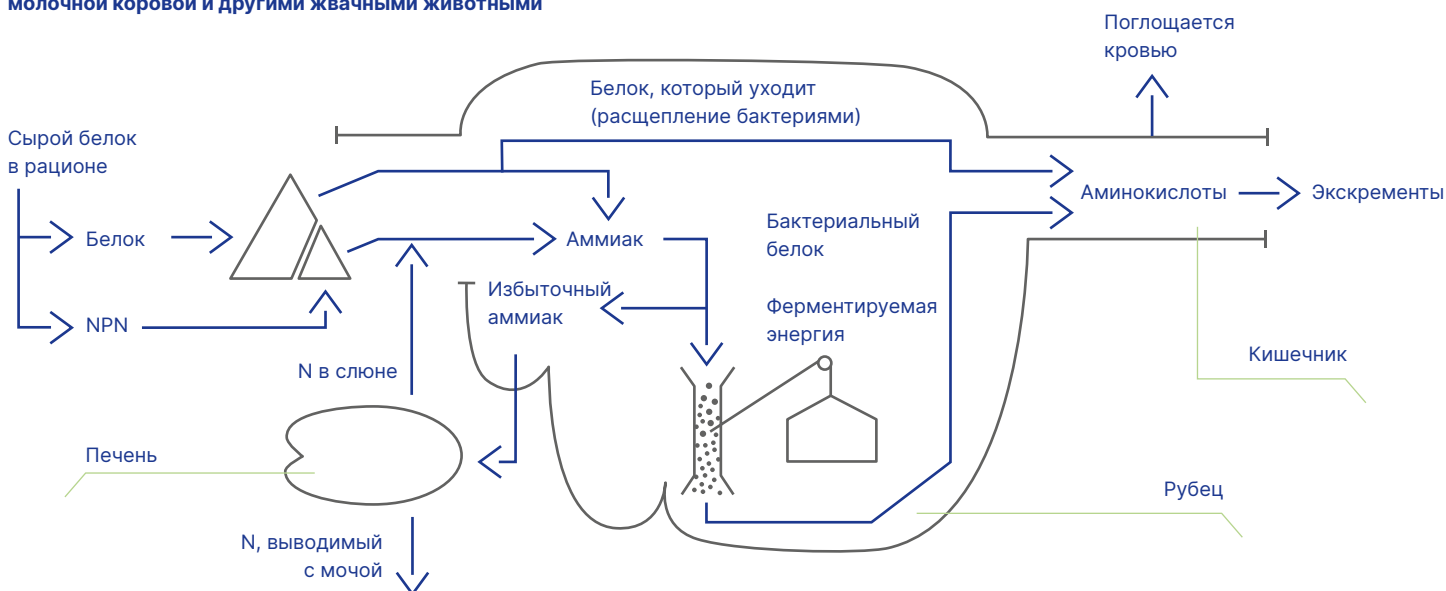 молочной коровой и другими жвачными животными
Поглощается
кровью
Белок, который уходит
(расщепление бактериями)
Сырой белок
в рационе
Аминокислоты
Экскременты
Белок
Аммиак
Бактериальный
белок
Избыточный
аммиак
Ферментируемая
энергия
NPN
N в слюне
Кишечник
Печень
Рубец
N, выводимый
с мочой